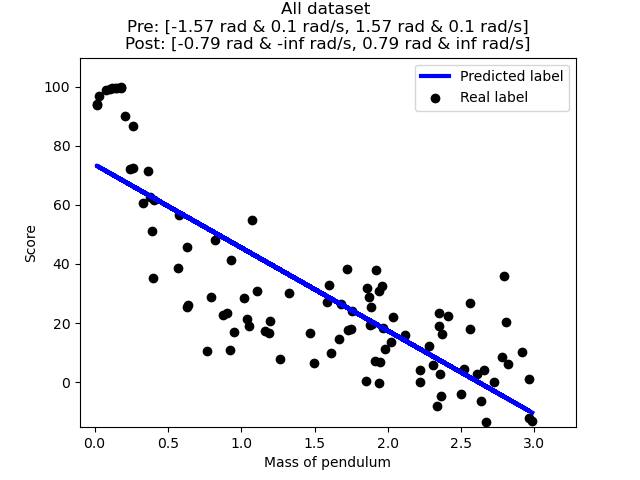 All dataset
Pre: [-1.57 rad & 0.1 rad/s, 1.57 rad & 0.1 rad/s]
Post: [-0.79 rad & -inf rad/s, 0.79 rad & inf rad/s]
Predicted label
Real label
100
80
60
40
20
0
Score
0.0 0.5 1.0 1.5 2.0 2.5 3.0
Mass of pendulum